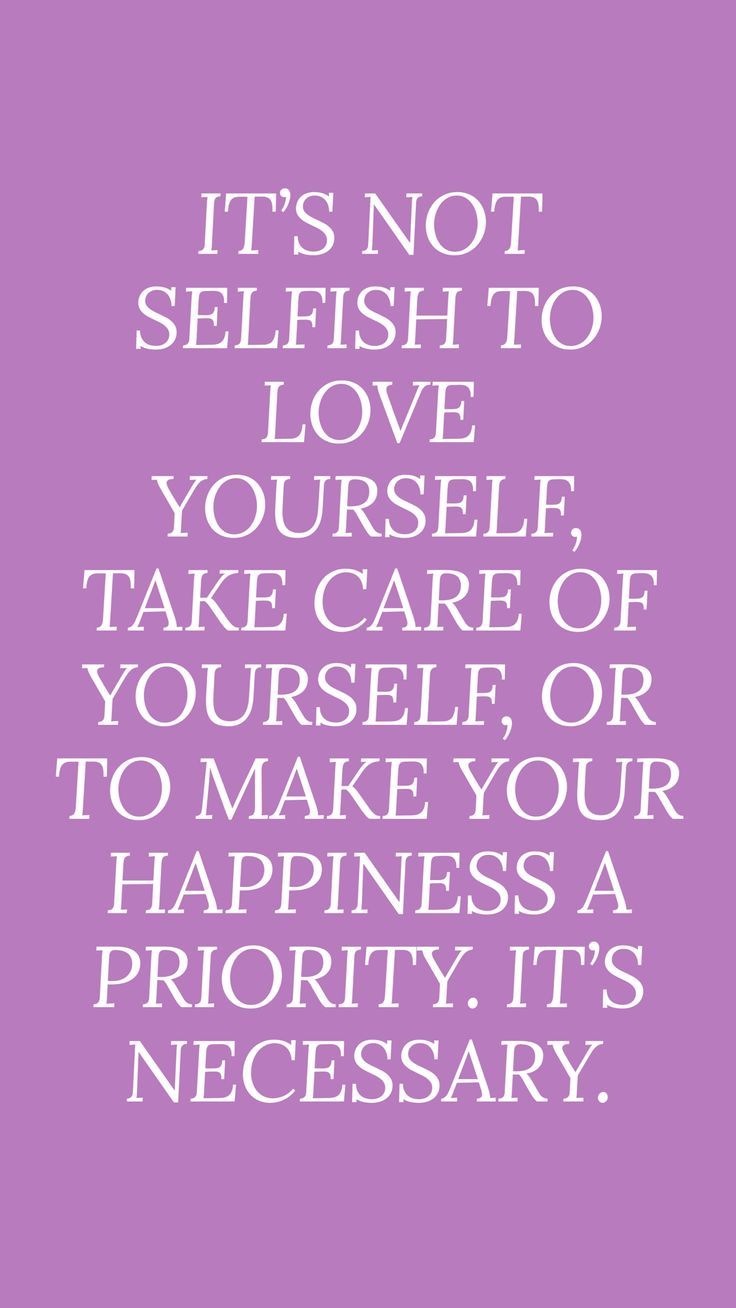 IT’S NOT
SELFISH TO
LOVE
YOURSELF,
TAKE CARE OF
YOURSELF, OR
TO MAKE YOUR
HAPPINESS A
PRIORITY. IT’S
NECESSARY.